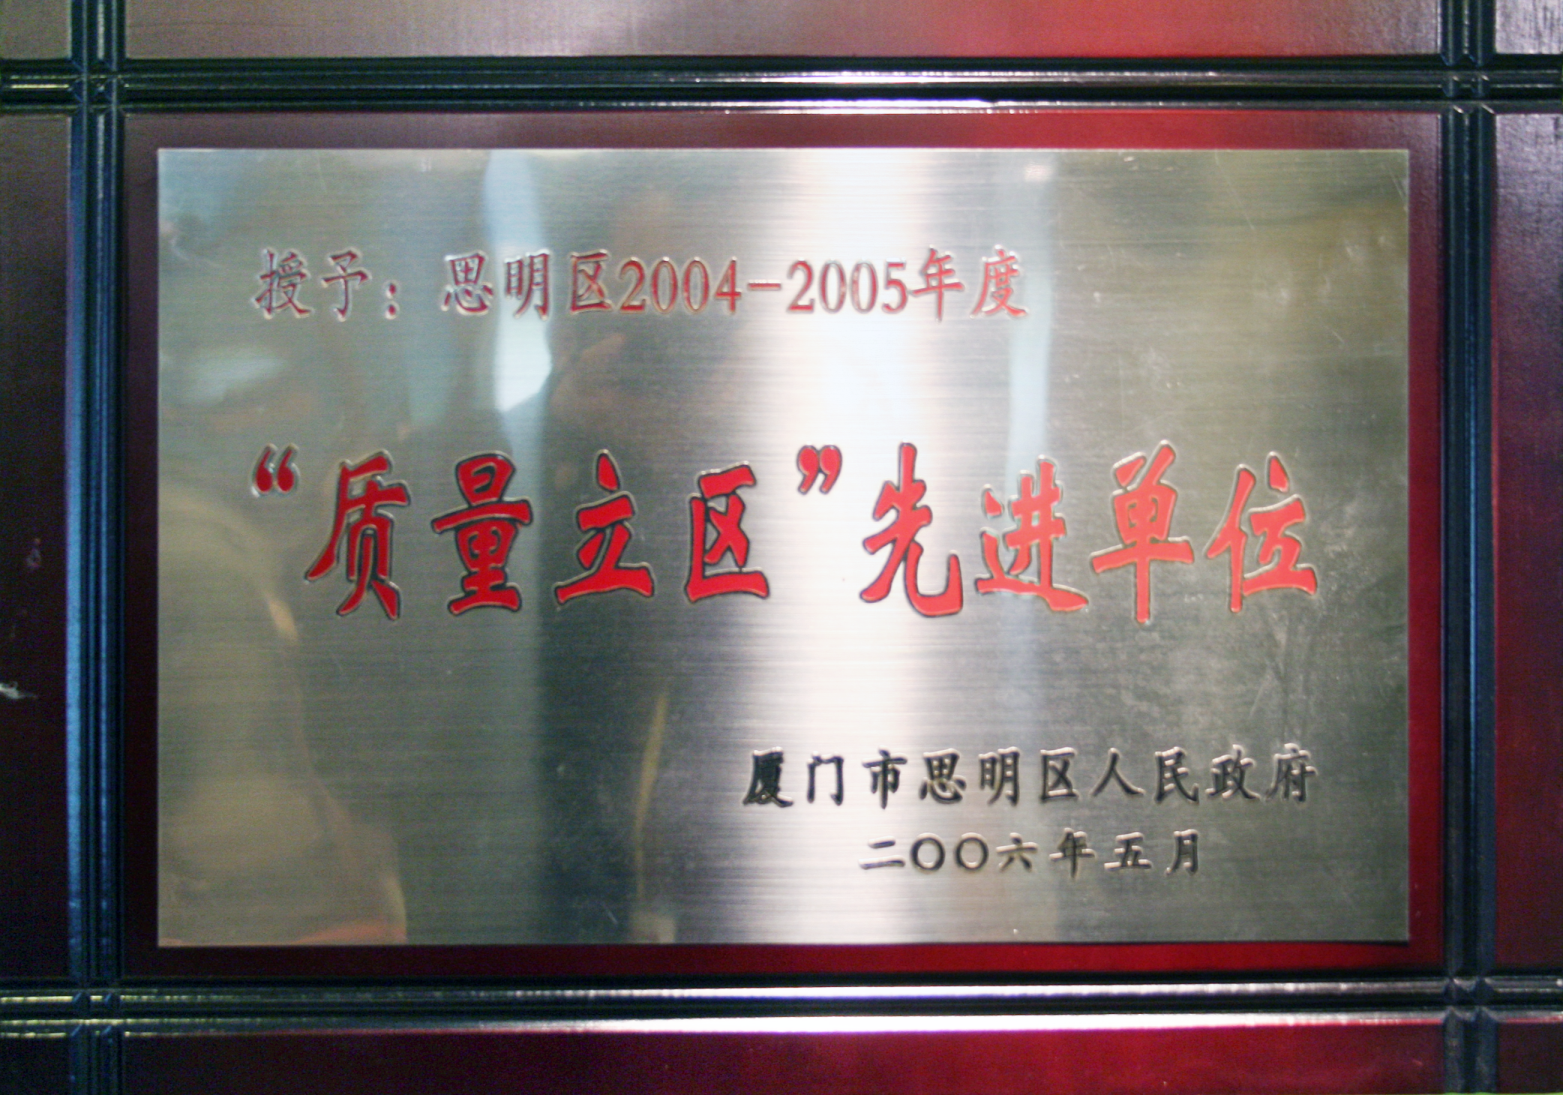 授予：思明区2004-2005年度
“质量立区”先进单位
厦门市思明区人民政府
二〇〇六年五月